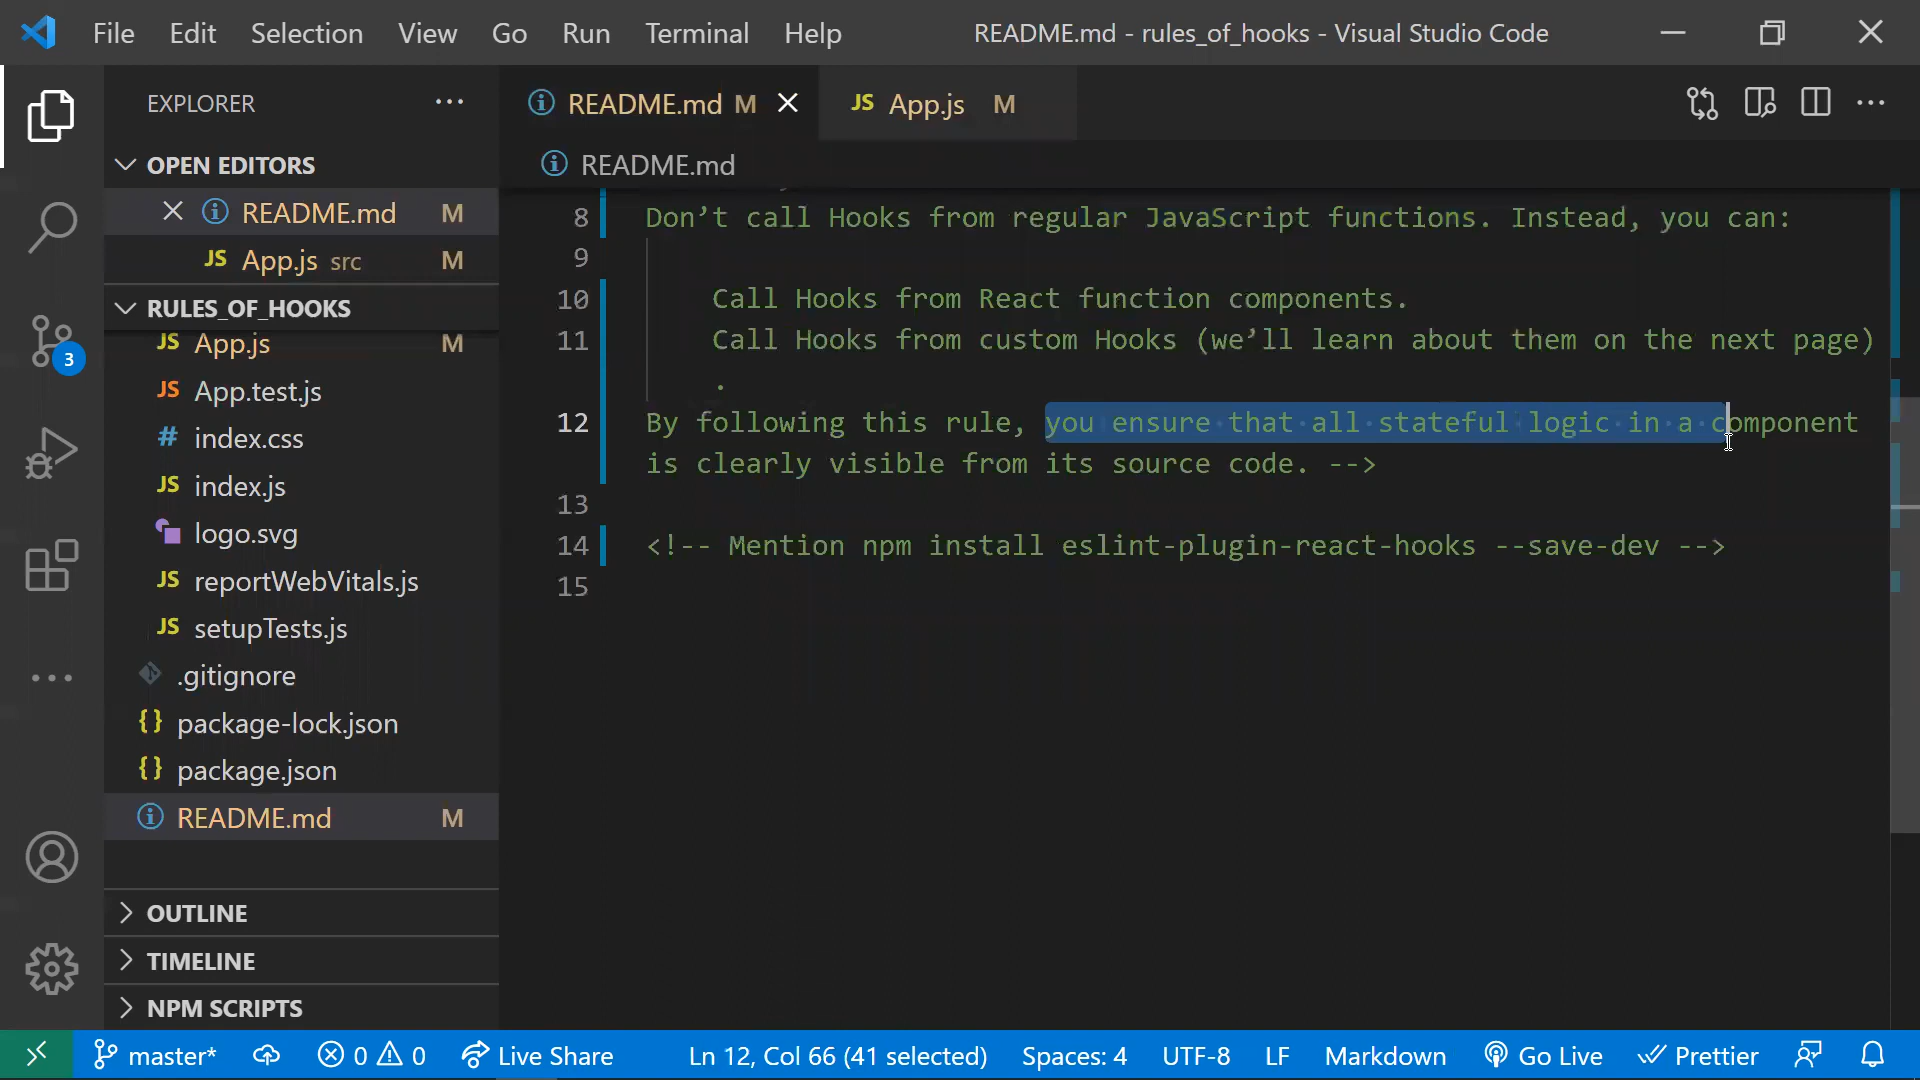 File Edit Selection View Go Run Terminal Help README.md - rules_of_hooks - Visual Studio Code
EXPLORER
OPEN EDITORS
README.md M
App.js src M
RULES_OF_HOOKS
App.js M
App.test.js
index.css
index.js
logo.svg
reportWebVitals.js
setupTests.js
.gitignore
package-lock.json
package.json
README.md M
OUTLINE
TIMELINE
NPM SCRIPTS
3
README.md M JS App.js M
README.md
8 Don’t call Hooks from regular JavaScript functions. Instead, you can:
9
10 Call Hooks from React function components.
11 Call Hooks from custom Hooks (we’ll learn about them on the next page)
.
12 By following this rule, you ensure that all stateful logic in a component
is clearly visible from its source code. -->
13
14 <!-- Mention npm install eslint-plugin-react-hooks --save-dev -->
15
master* 0 0 Live Share Ln 12, Col 66 (41 selected) Spaces: 4 UTF-8 LF Markdown Go Live Prettier